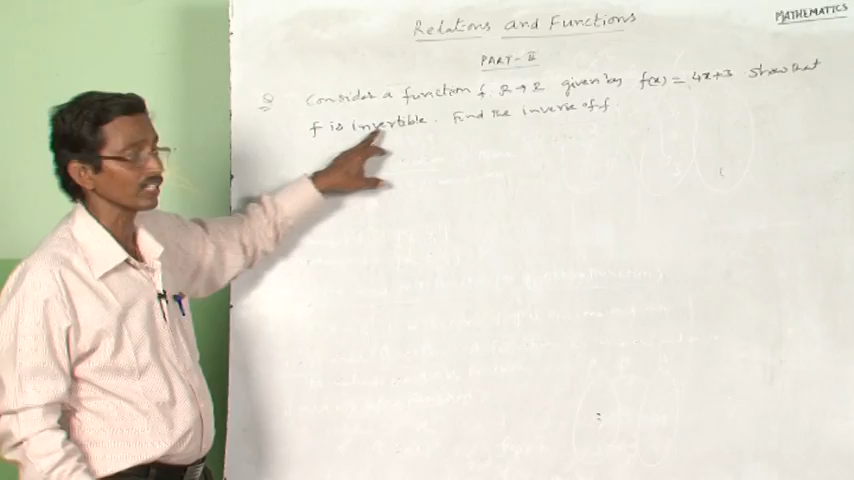 MATHEMATICS
Relations and Functions
PART-II
Q consider a function f: R → R given by f(x) = 4x+3 show that
f is invertible. Find the inverse of f.